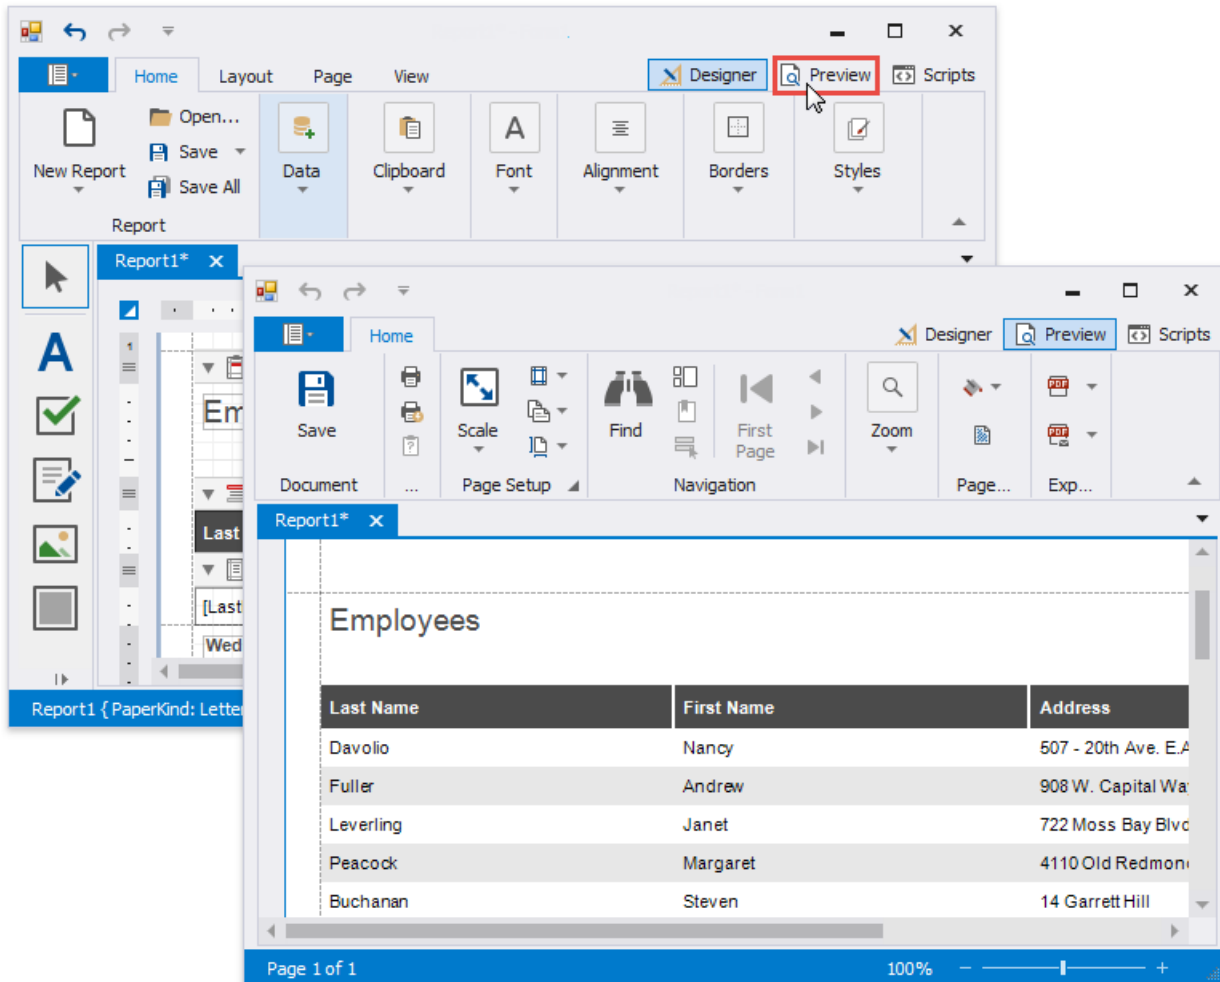 Home Layout Page View Designer Preview Scripts
New Report
Open...
Save
Save All
Report
Data
Clipboard
A
Font
Alignment
Borders
Styles
Report1*
A
Em
Last
[Last
Wed
Report1 { PaperKind: Letter
Home Designer Preview Scripts
Save
Document
...
Scale
Page Setup
Find
First
Page
Navigation
Zoom
Page...
PDF
PDF
Exp...
Report1*
Employees
Last Name First Name Address
Davolio Nancy 507 - 20th Ave. E.A
Fuller Andrew 908 W. Capital Wa
Leverling Janet 722 Moss Bay Blvd
Peacock Margaret 4110 Old Redmon
Buchanan Steven 14 Garrett Hill
Page 1 of 1 100%